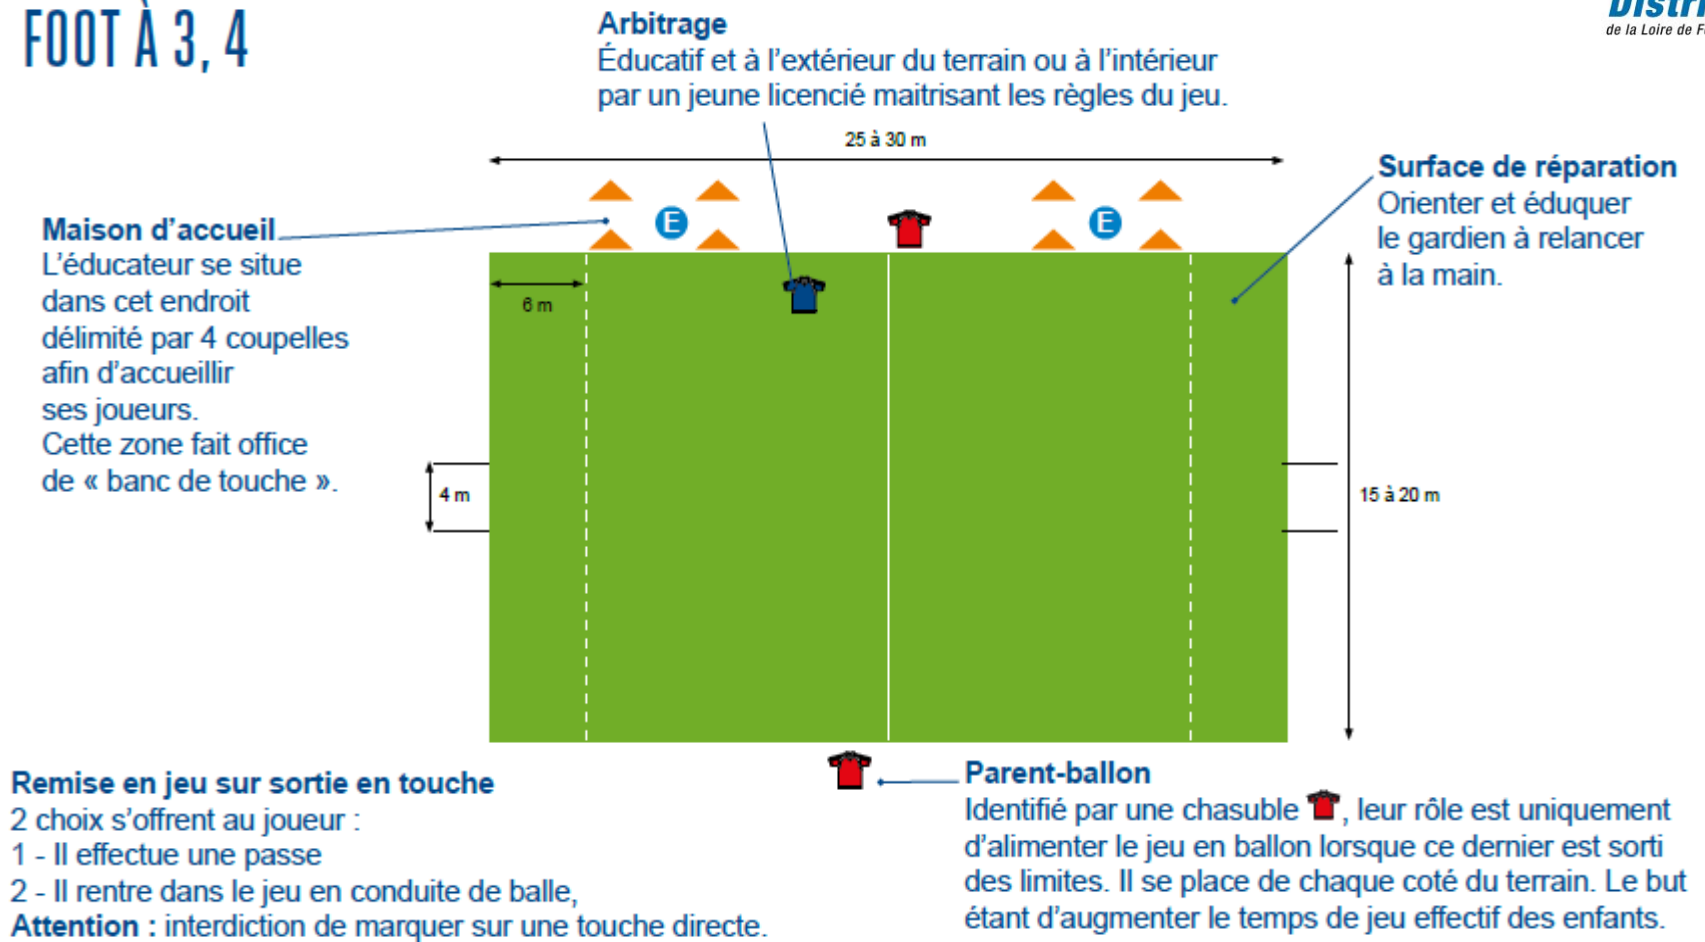 FOOT À 3, 4
de la Loire de
Arbitrage
Éducatif et à l'extérieur du terrain ou à l'intérieur
par un jeune licencié maitrisant les règles du jeu.
25 à 30 m
Surface de réparation
Orienter et éduquer
le gardien à relancer
à la main.
Maison d'accueil
L'éducateur se situe
dans cet endroit
délimité par 4 coupelles
afin d'accueillir
ses joueurs.
Cette zone fait office
de « banc de touche ».
E
E
6 m
4 m
15 à 20 m
Remise en jeu sur sortie en touche
2 choix s'offrent au joueur :
1 - Il effectue une passe
2 - Il rentre dans le jeu en conduite de balle,
Attention : interdiction de marquer sur une touche directe.
Parent-ballon
Identifié par une chasuble , leur rôle est uniquement
d'alimenter le jeu en ballon lorsque ce dernier est sorti
des limites. Il se place de chaque coté du terrain. Le but
étant d'augmenter le temps de jeu effectif des enfants.